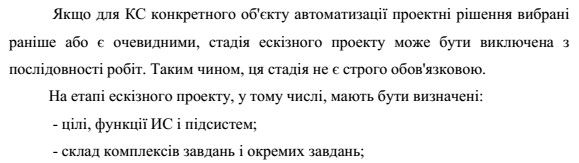 Якщо для КС конкретного об'єкту автоматизації проектні рішення вибрані
раніше або є очевидними, стадія ескізного проекту може бути виключена з
послідовності робіт. Таким чином, ця стадія не є строго обов'язковою.
На етапі ескізного проекту, у тому числі, мають бути визначені:
- цілі, функції ИС і підсистем;
- склад комплексів завдань і окремих завдань;